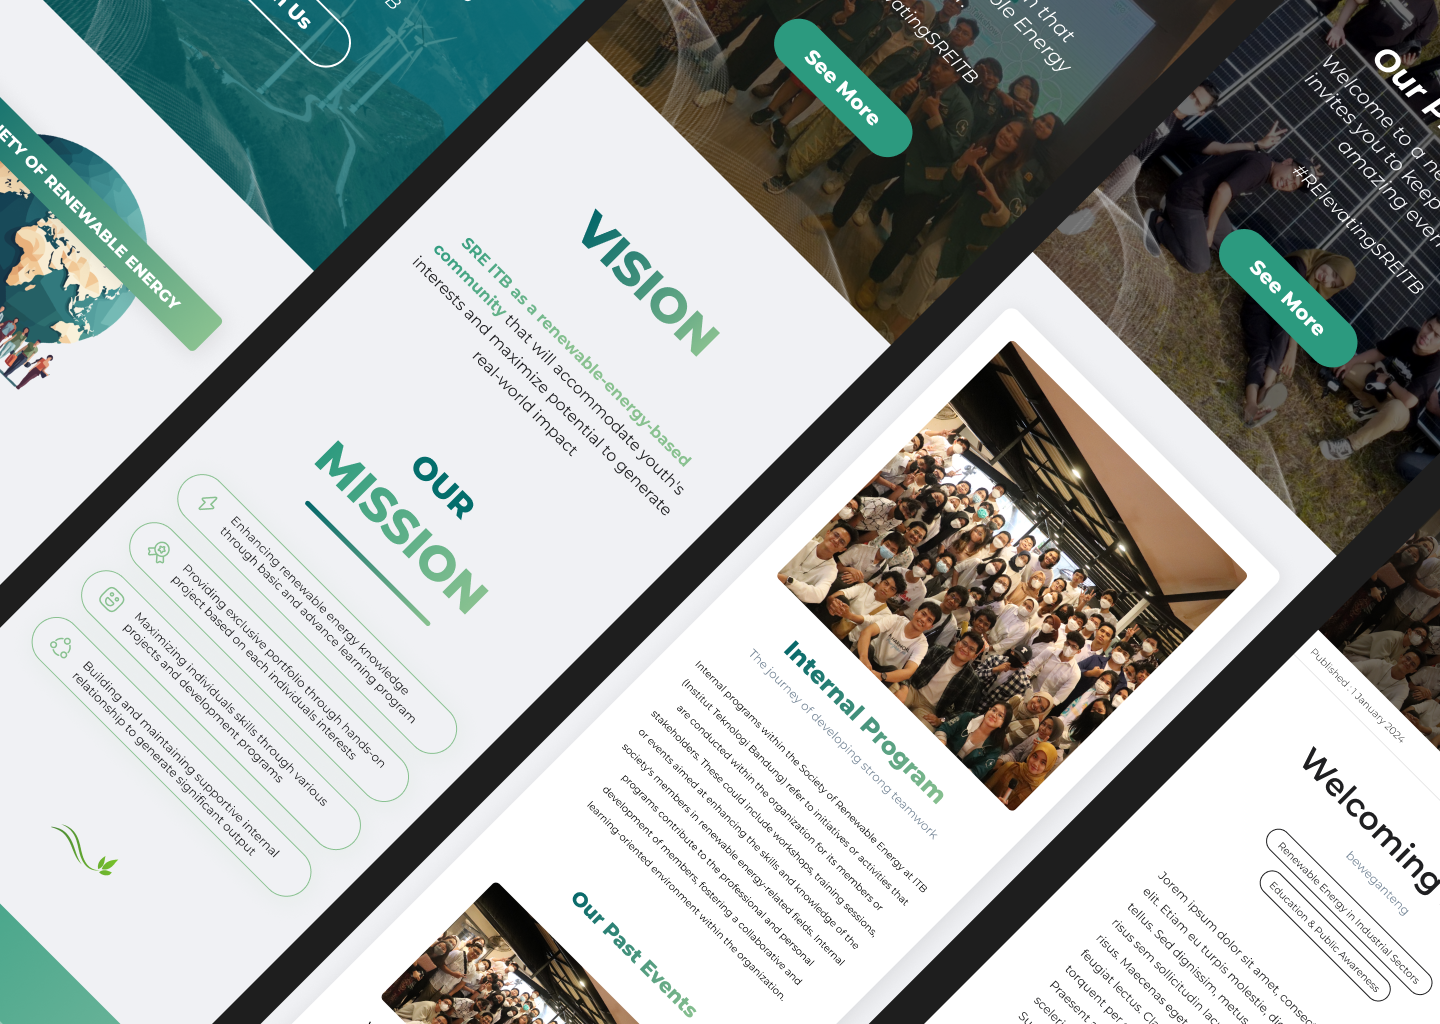 Us
IETY OF RENEWABLE ENERGY
VISION
SRE ITB as a renewable-energy-based
community that will accommodate youth's
interests and maximize potential to generate
real-world impact
OUR
MISSION
Enhancing renewable energy knowledge
through basic and advance learning program
Providing exclusive portfolio through hands-on
project based on each individuals interests
Maximizing individuals skills through various
projects and development programs
Building and maintaining supportive internal
relationship to generate significant output
that
ble Energy
vatingSREITB
See More
Our P
Welcome to a ne
invites you to keep
amazing even
#RElevatingSREITB
See More
Internal Program
The journey of developing strong teamwork
Internal programs within the Society of Renewable Energy at ITB
(Institut Teknologi Bandung) refer to initiatives or activities that
are conducted within the organization for its members or
stakeholders. These could include workshops, training sessions,
or events aimed at enhancing the skills and knowledge of the
society's members in renewable energy-related fields. Internal
programs contribute to the professional and personal
development of members, fostering a collaborative and
learning-oriented environment within the organization.
Our Past Events
Published : 1 January 2024
Welcoming
beweganteng
Renewable Energy in Industrial Sectors
Education & Public Awareness
Jorem ipsum dolor sit amet, consec
elit. Etiam eu turpis molestie, di
tellus. Sed dignissim, metus
risus sem sollicitudin lac
risus. Maecenas eget
feugiat lectus. Cla
torquent per
Praesent a
sceleri
Su